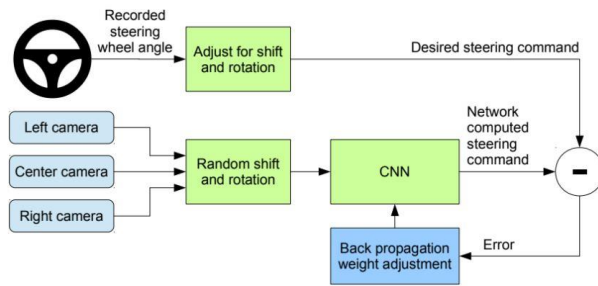 Recorded
steering
wheel angle
Adjust for shift
and rotation
Desired steering command
Left camera
Center camera
Right camera
Random shift
and rotation
CNN
Network
computed
steering
command
-
Back propagation
weight adjustment
Error